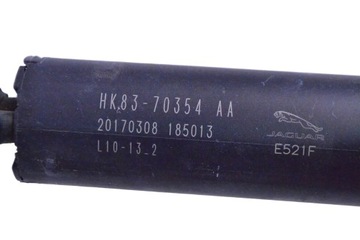 HK83-70354 AA
20170308 185013
L10-13_2
JAGUAR
E521F